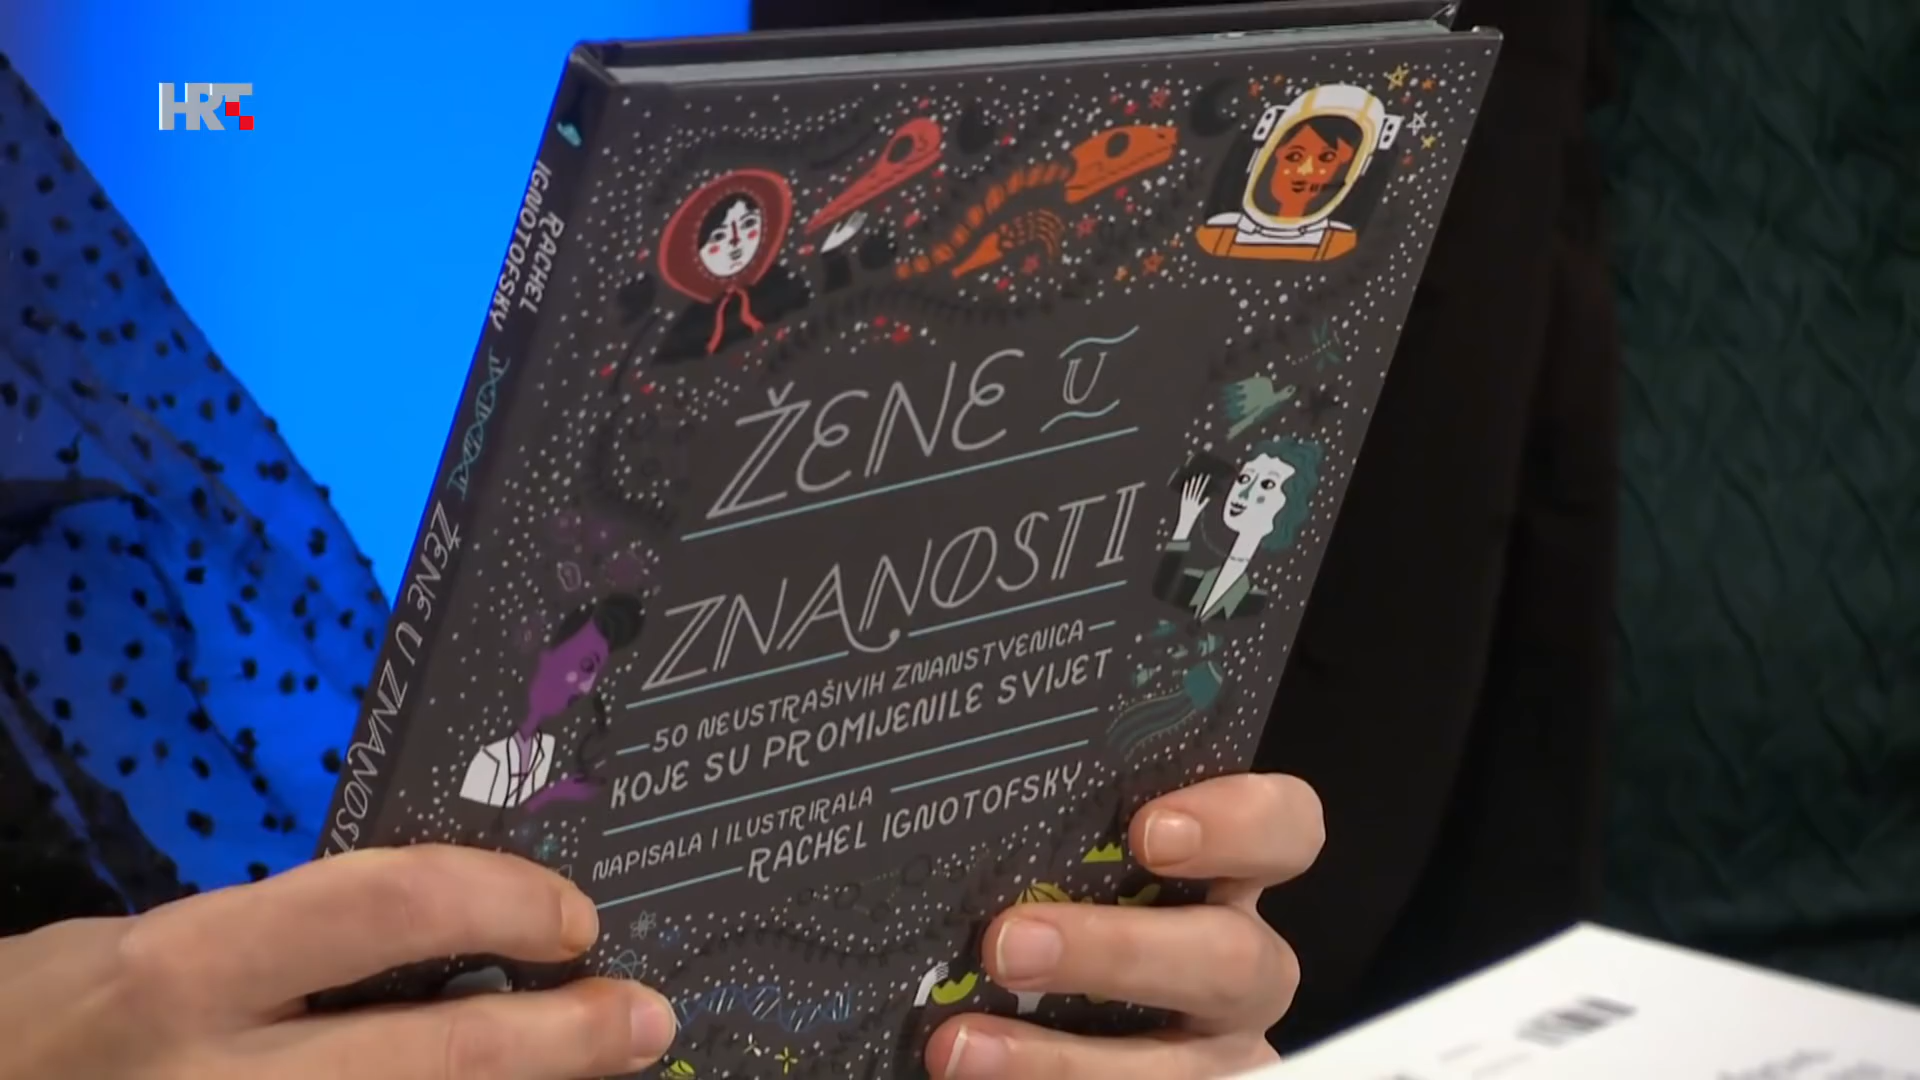 HRT
RACHEL
IGNOTOFSKY
ŽENE U ZNANOSTI
ŽENE U
ZNANOSTI
50 NEUSTRAŠIVIH ZNANSTVENICA
KOJE SU PROMIJENILE SVIJET
NAPISALA I ILUSTRIRALA
RACHEL IGNOTOFSKY